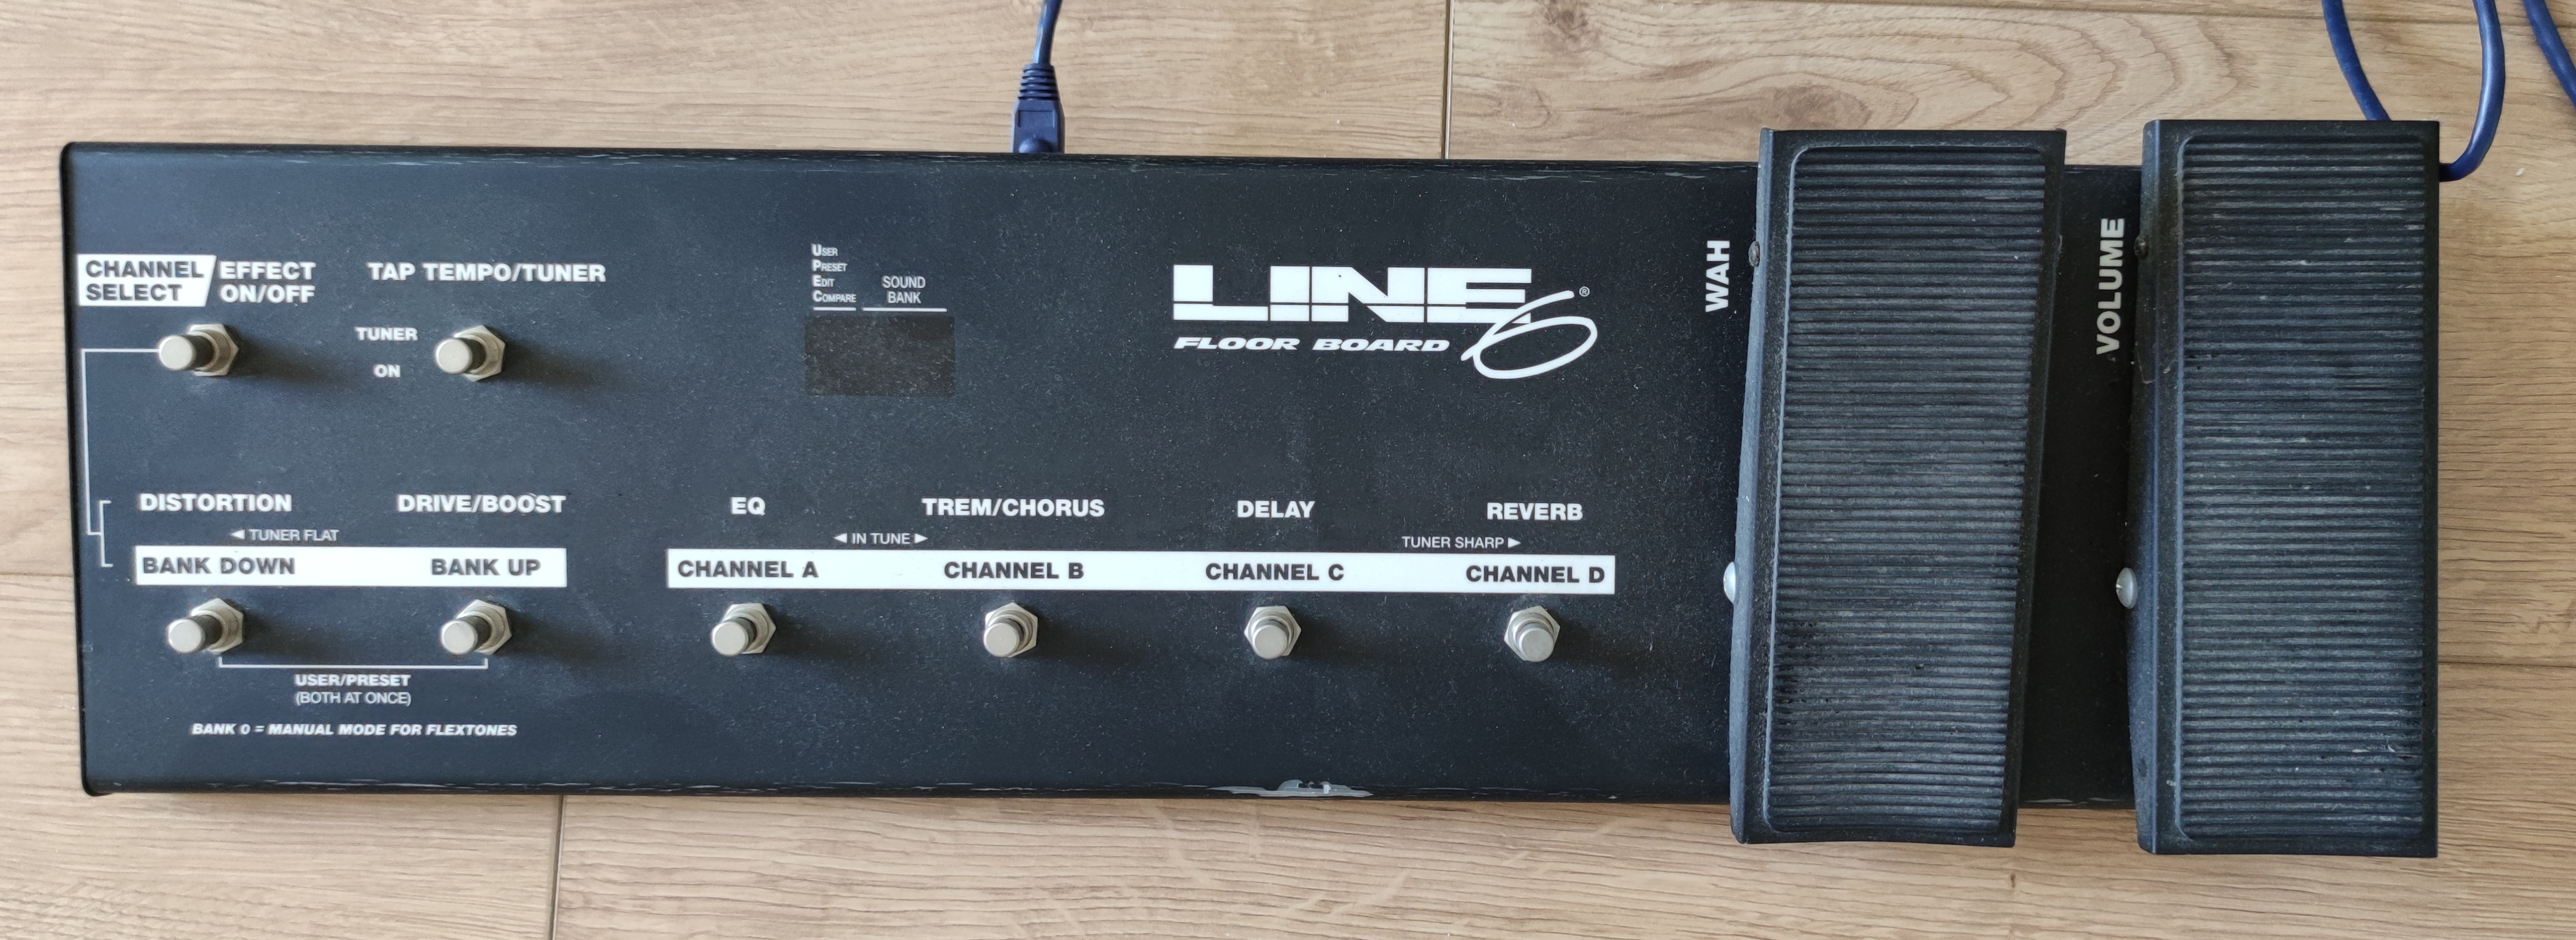 CHANNEL SELECT
EFFECT ON/OFF
TAP TEMPO/TUNER
TUNER
ON
USER
PRESET
EDIT
COMPARE
SOUND
BANK
LINE 6®
FLOOR BOARD
WAH
VOLUME
DISTORTION
DRIVE/BOOST
EQ
TREM/CHORUS
DELAY
REVERB
◄ TUNER FLAT
◄ IN TUNE ►
TUNER SHARP ►
BANK DOWN
BANK UP
CHANNEL A
CHANNEL B
CHANNEL C
CHANNEL D
USER/PRESET
(BOTH AT ONCE)
BANK 0 = MANUAL MODE FOR FLEXTONES